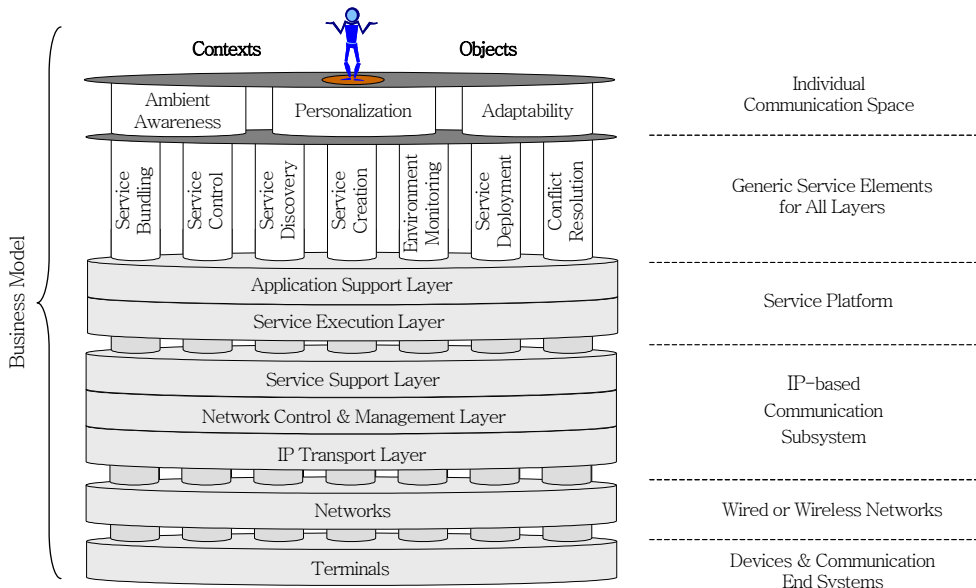 Contexts
Objects
Ambient
Awareness
Personalization
Adaptability
Individual
Communication Space
Service
Bundling
Service
Control
Service
Discovery
Service
Creation
Environment
Monitoring
Service
Deployment
Conflict
Resolution
Generic Service Elements
for All Layers
Business Model
Application Support Layer
Service Execution Layer
Service Platform
Service Support Layer
Network Control & Management Layer
IP Transport Layer
IP-based
Communication
Subsystem
Networks
Wired or Wireless Networks
Terminals
Devices & Communication
End Systems